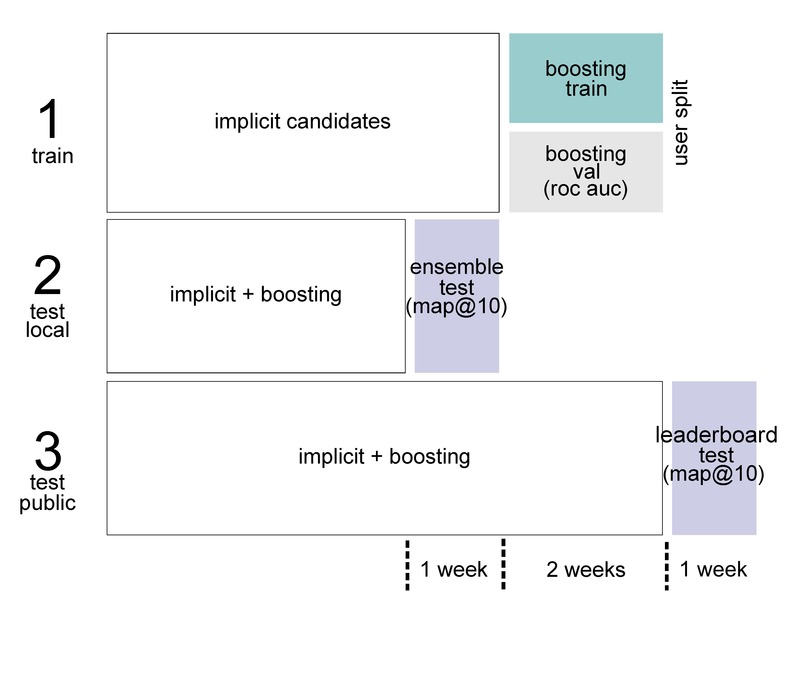 1
train
implicit candidates
boosting
train
boosting
val
(roc auc)
user split
2
test
local
implicit + boosting
ensemble
test
(map@10)
3
test
public
implicit + boosting
leaderboard
test
(map@10)
1 week
2 weeks
1 week